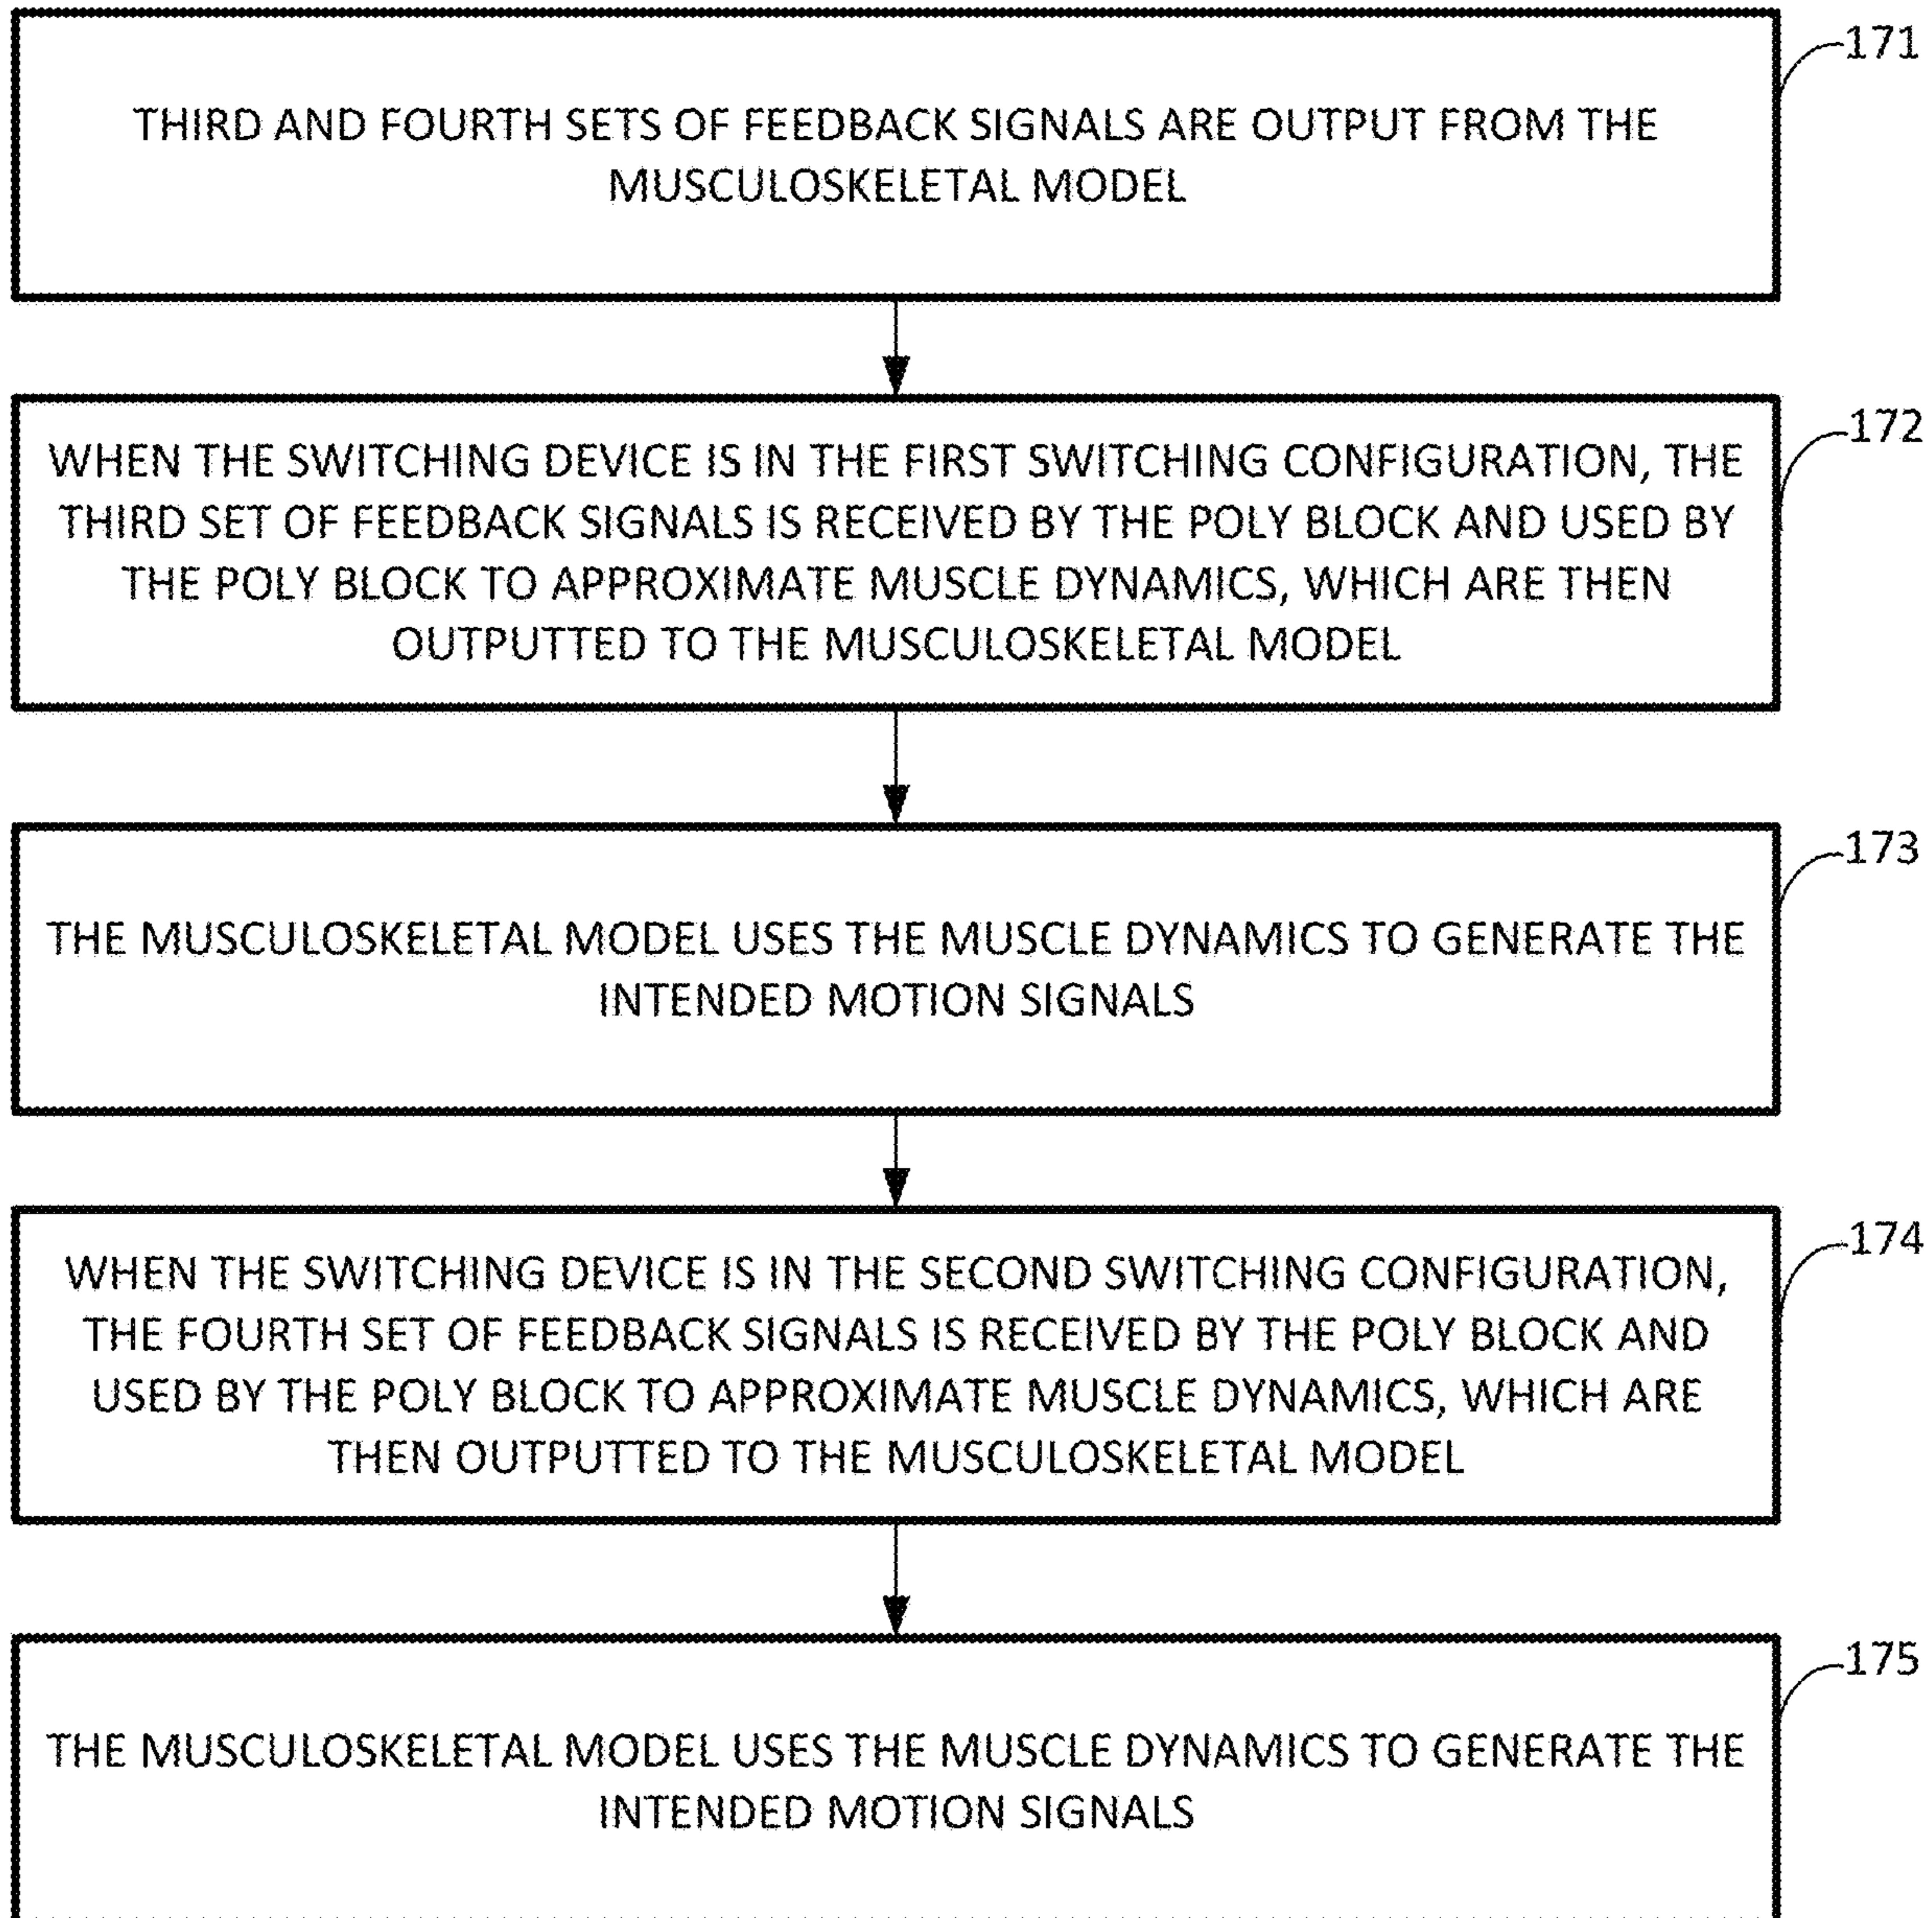 171
THIRD AND FOURTH SETS OF FEEDBACK SIGNALS ARE OUTPUT FROM THE
MUSCULOSKELETAL MODEL
172
WHEN THE SWITCHING DEVICE IS IN THE FIRST SWITCHING CONFIGURATION, THE
THIRD SET OF FEEDBACK SIGNALS IS RECEIVED BY THE POLY BLOCK AND USED BY
THE POLY BLOCK TO APPROXIMATE MUSCLE DYNAMICS, WHICH ARE THEN
OUTPUTTED TO THE MUSCULOSKELETAL MODEL
173
THE MUSCULOSKELETAL MODEL USES THE MUSCLE DYNAMICS TO GENERATE THE
INTENDED MOTION SIGNALS
174
WHEN THE SWITCHING DEVICE IS IN THE SECOND SWITCHING CONFIGURATION,
THE FOURTH SET OF FEEDBACK SIGNALS IS RECEIVED BY THE POLY BLOCK AND
USED BY THE POLY BLOCK TO APPROXIMATE MUSCLE DYNAMICS, WHICH ARE
THEN OUTPUTTED TO THE MUSCULOSKELETAL MODEL
175
THE MUSCULOSKELETAL MODEL USES THE MUSCLE DYNAMICS TO GENERATE THE
INTENDED MOTION SIGNALS